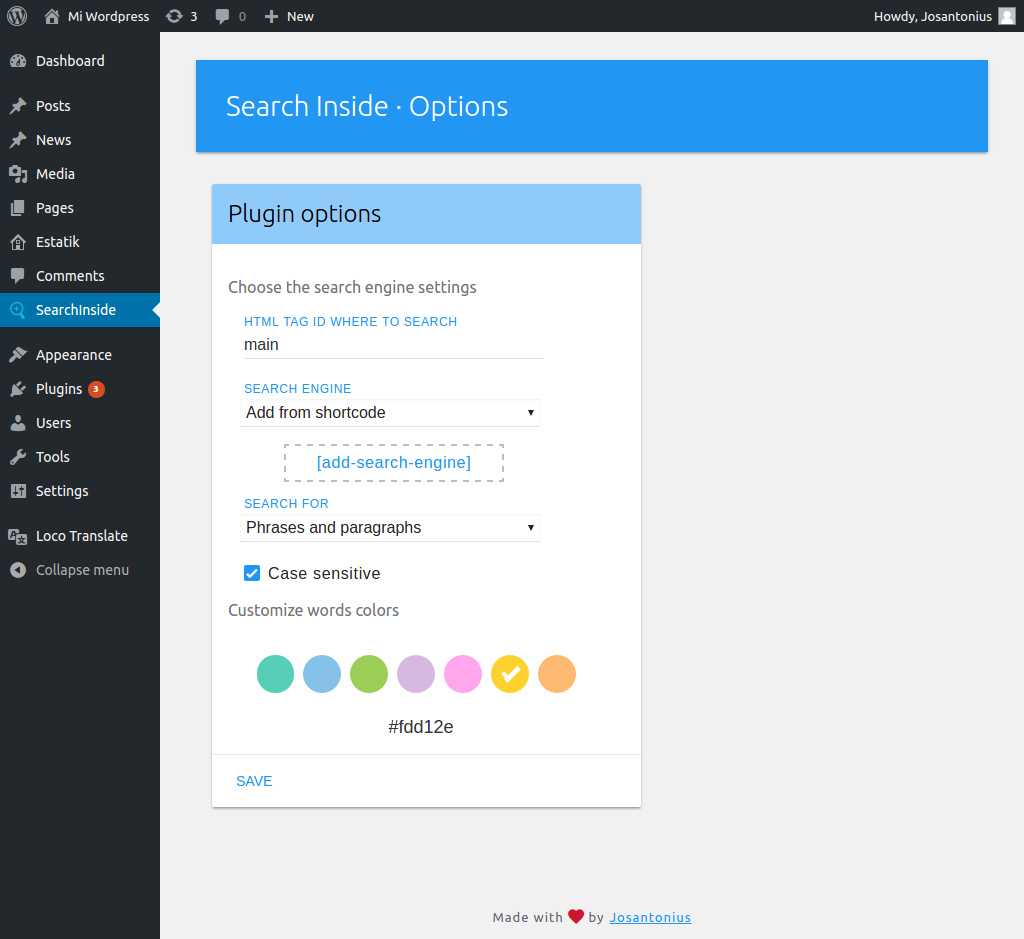 Mi Wordpress 3 0 New Howdy, Josantonius
Dashboard
Posts
News
Media
Pages
Estatik
Comments
SearchInside
Appearance
Plugins 3
Users
Tools
Settings
Loco Translate
Collapse menu
Search Inside · Options
Plugin options
Choose the search engine settings
HTML TAG ID WHERE TO SEARCH
main
SEARCH ENGINE
Add from shortcode
[add-search-engine]
SEARCH FOR
Phrases and paragraphs
Case sensitive
Customize words colors
#fdd12e
SAVE
Made with ❤ by Josantonius